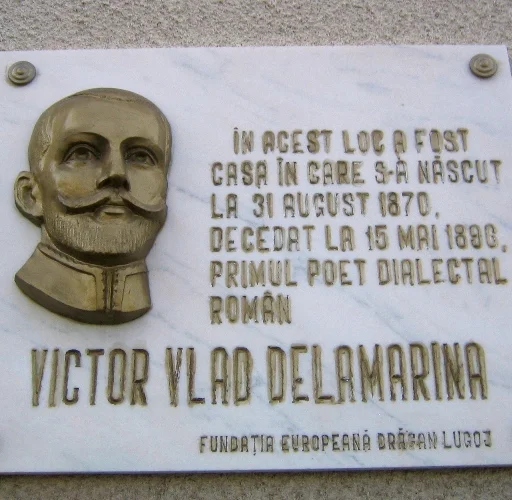 ÎN ACEST LOC A FOST
CASA ÎN CARE S-A NĂSCUT
LA 31 AUGUST 1870,
DECEDAT LA 15 MAI 1896,
PRIMUL POET DIALECTAL
ROMÂN
VICTOR VLAD DELAMARINA
FUNDAȚIA EUROPEANĂ DRĂGAN LUGOJ